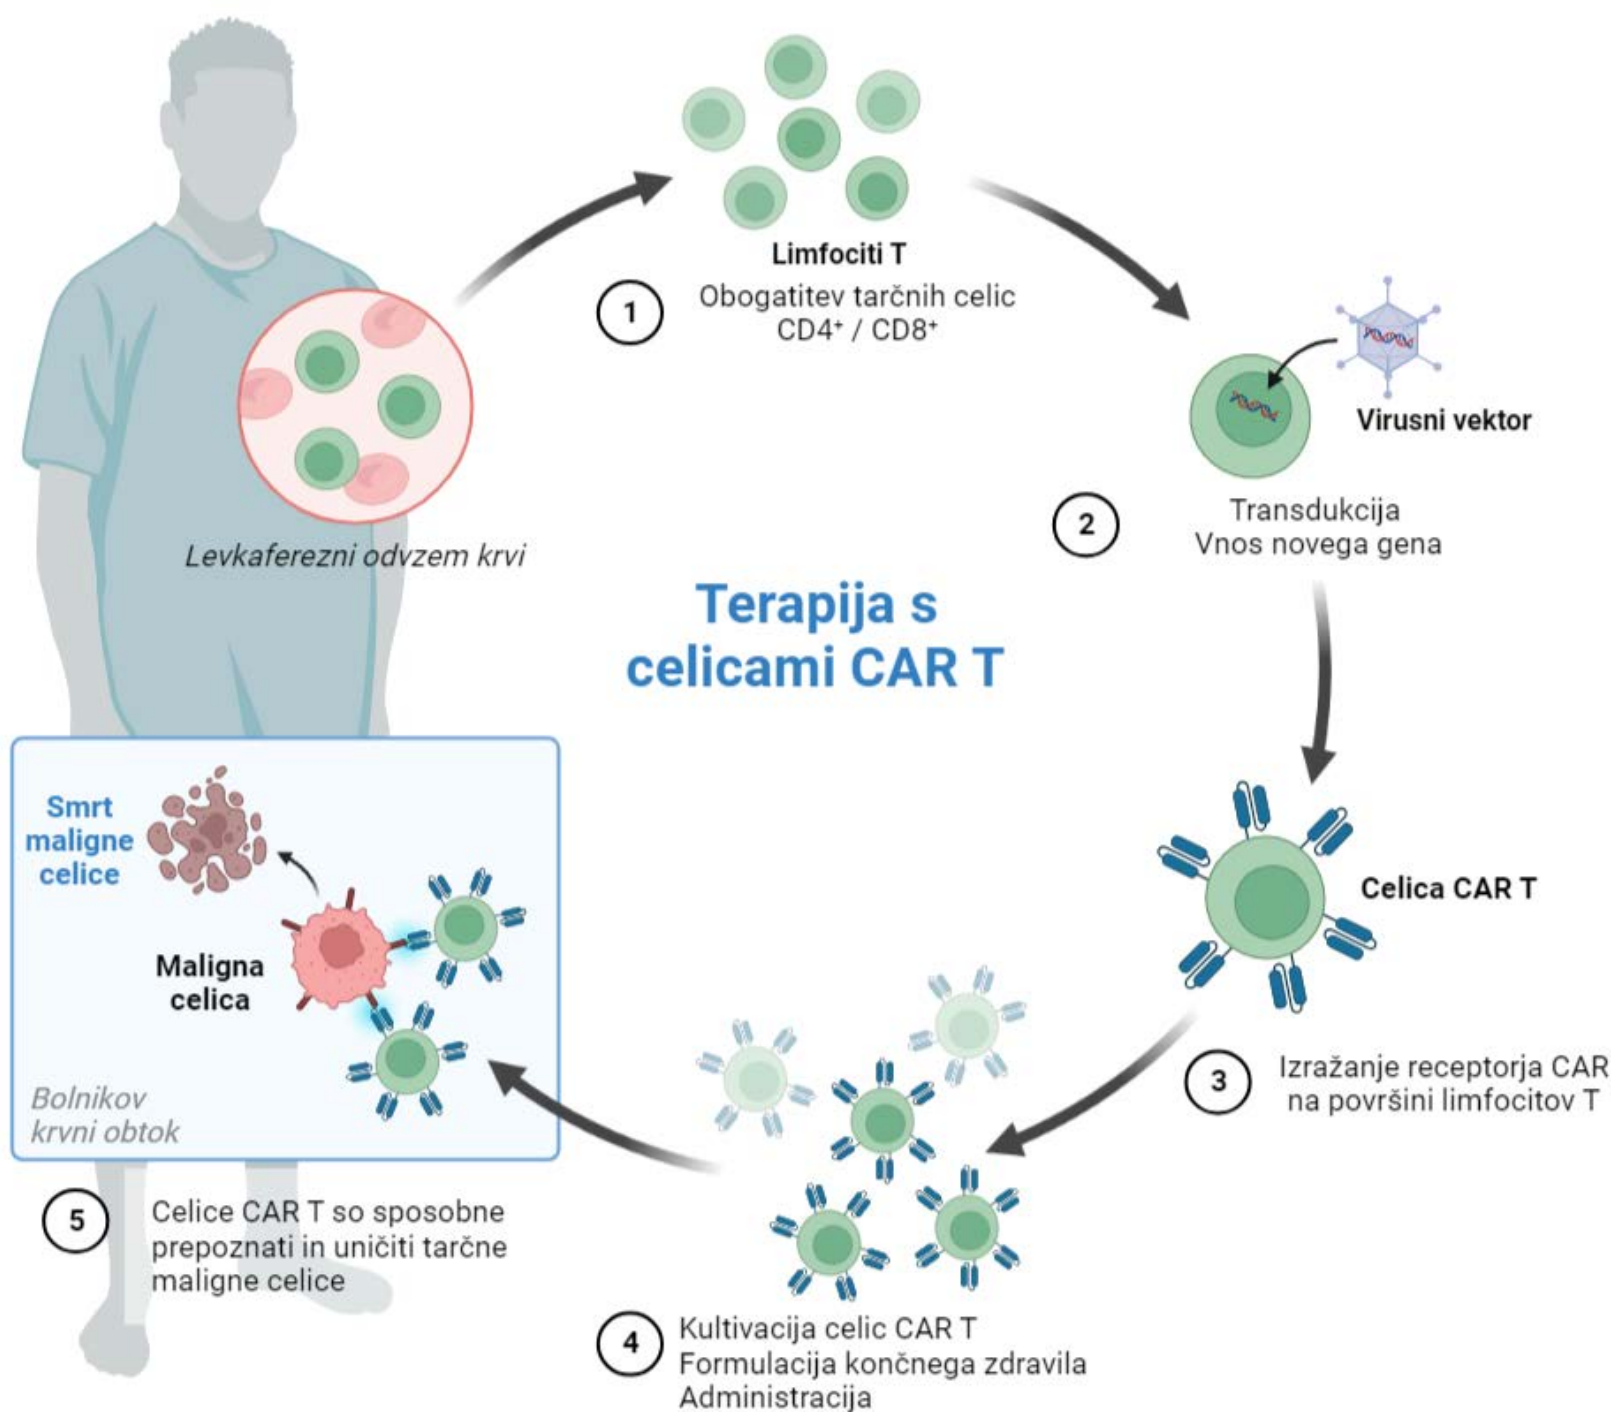 Levkaferezni odvzem krvi
Limfociti T
1
Obogatitev tarčnih celic
CD4⁺ / CD8⁺
Virusni vektor
2
Transdukcija
Vnos novega gena
Terapija s
celicami CAR T
Celica CAR T
3
Izražanje receptorja CAR
na površini limfocitov T
4
Kultivacija celic CAR T
Formulacija končnega zdravila
Administracija
Smrt
maligne
celice
Maligna
celica
Bolnikov
krvni obtok
5
Celice CAR T so sposobne
prepoznati in uničiti tarčne
maligne celice